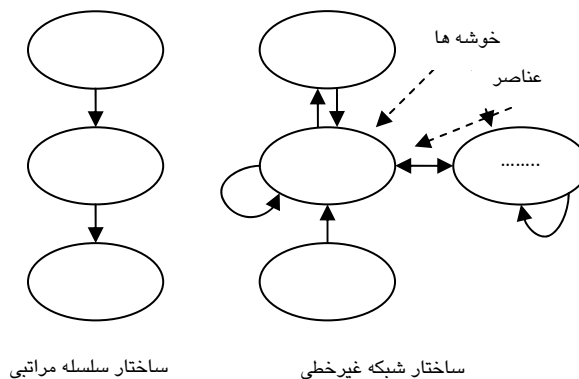 خوشه ها
عناصر
........
ساختار شبکه غیرخطی
ساختار سلسله مراتبی